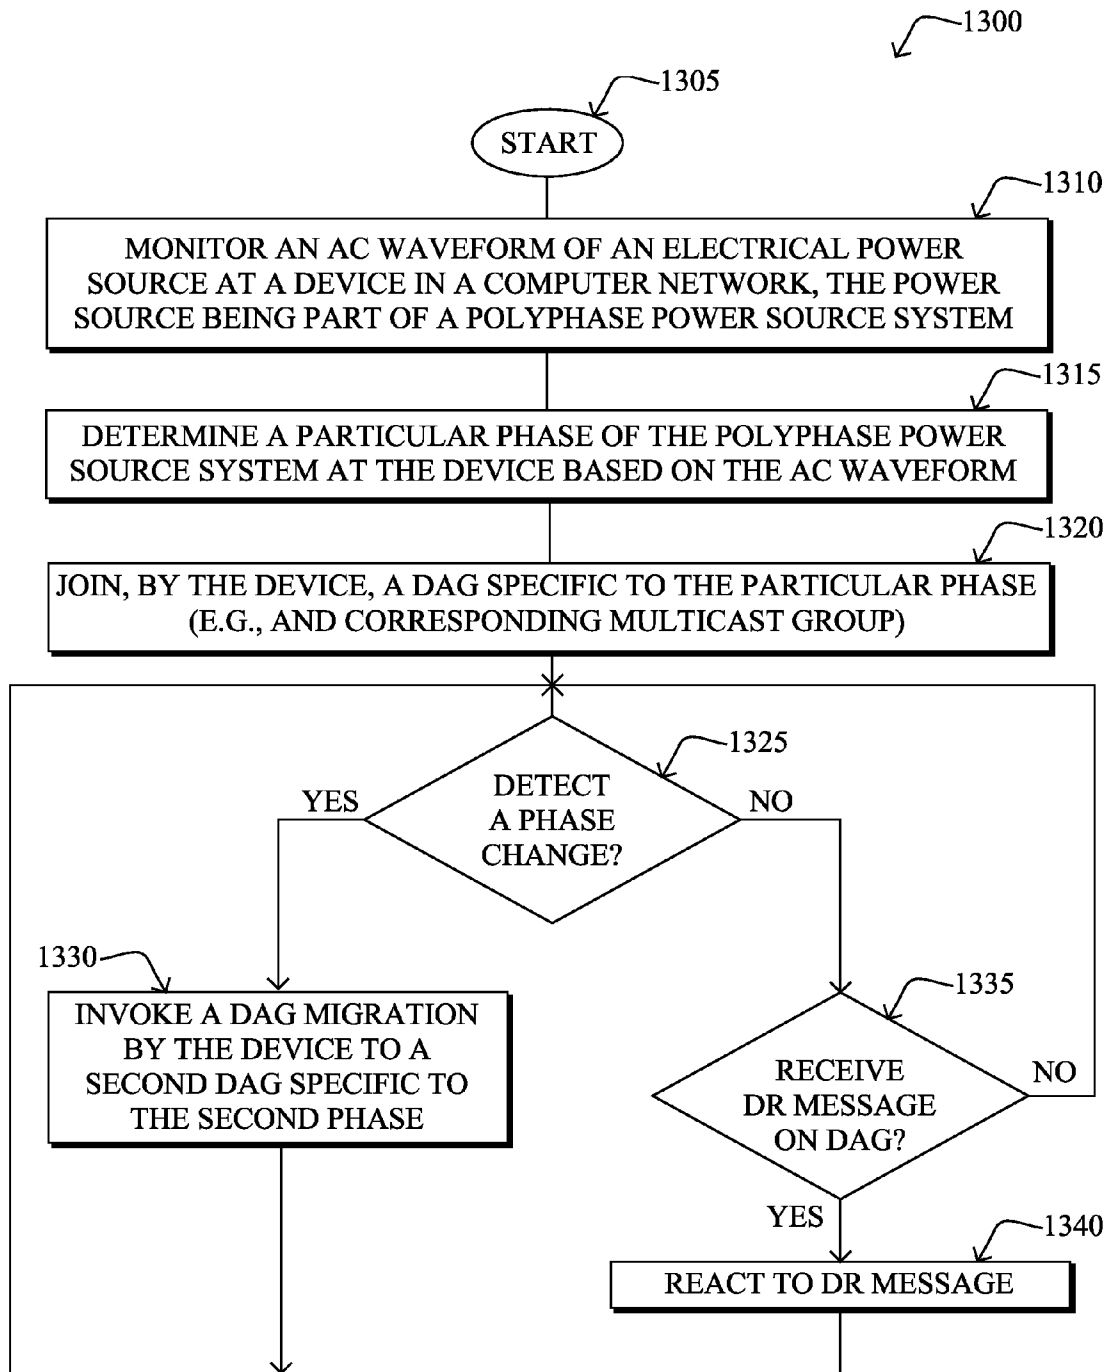 1300
1305
START
1310
MONITOR AN AC WAVEFORM OF AN ELECTRICAL POWER
SOURCE AT A DEVICE IN A COMPUTER NETWORK, THE POWER
SOURCE BEING PART OF A POLYPHASE POWER SOURCE SYSTEM
1315
DETERMINE A PARTICULAR PHASE OF THE POLYPHASE POWER
SOURCE SYSTEM AT THE DEVICE BASED ON THE AC WAVEFORM
1320
JOIN, BY THE DEVICE, A DAG SPECIFIC TO THE PARTICULAR PHASE
(E.G., AND CORRESPONDING MULTICAST GROUP)
1325
DETECT
A PHASE
CHANGE?
YES
NO
1330
INVOKE A DAG MIGRATION
BY THE DEVICE TO A
SECOND DAG SPECIFIC TO
THE SECOND PHASE
1335
RECEIVE
DR MESSAGE
ON DAG?
NO
YES
1340
REACT TO DR MESSAGE